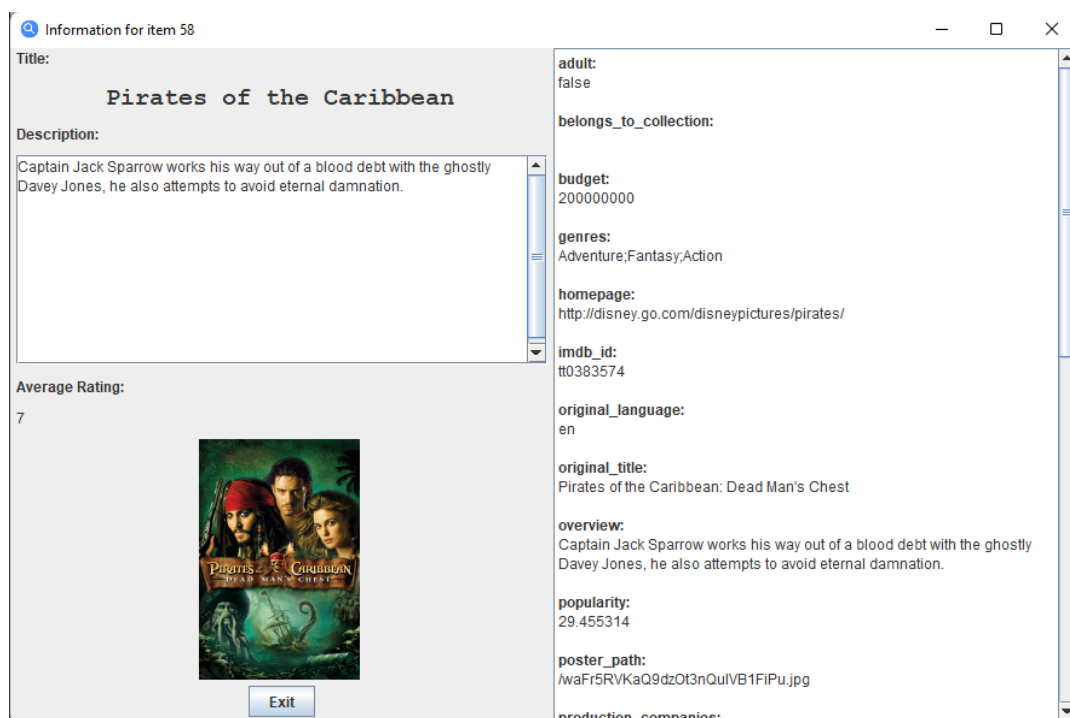 Information for item 58
Title:
Pirates of the Caribbean
Description:
Captain Jack Sparrow works his way out of a blood debt with the ghostly
Davey Jones, he also attempts to avoid eternal damnation.
Average Rating:
7
PIRATES OF THE CARIBBEAN
DEAD MAN'S CHEST
Exit
adult:
false
belongs_to_collection:
budget:
200000000
genres:
Adventure;Fantasy;Action
homepage:
http://disney.go.com/disneypictures/pirates/
imdb_id:
tt0383574
original_language:
en
original_title:
Pirates of the Caribbean: Dead Man's Chest
overview:
Captain Jack Sparrow works his way out of a blood debt with the ghostly
Davey Jones, he also attempts to avoid eternal damnation.
popularity:
29.455314
poster_path:
/waFr5RVKaQ9dzOt3nQulVB1FiPu.jpg
production_companies: